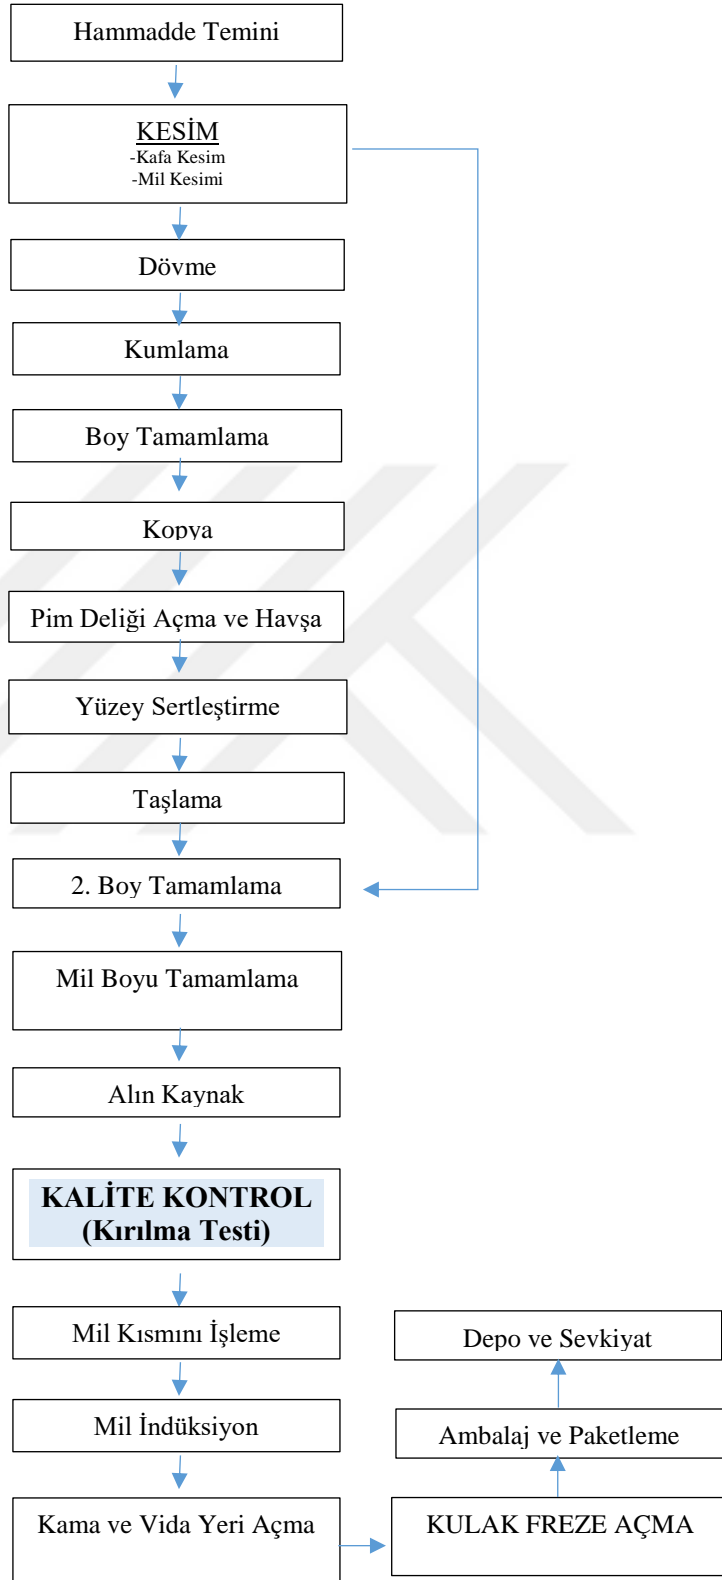 Hammadde Temini
KESİM
-Kafa Kesim
-Mil Kesimi
Dövme
Kumlama
Boy Tamamlama
Kopya
Pim Deliği Açma ve Havşa
Yüzey Sertleştirme
Taşlama
2. Boy Tamamlama
Mil Boyu Tamamlama
Alın Kaynak
KALİTE KONTROL
(Kırılma Testi)
Mil Kısmını İşleme
Mil İndüksiyon
Kama ve Vida Yeri Açma
KULAK FREZE AÇMA
Ambalaj ve Paketleme
Depo ve Sevkiyat